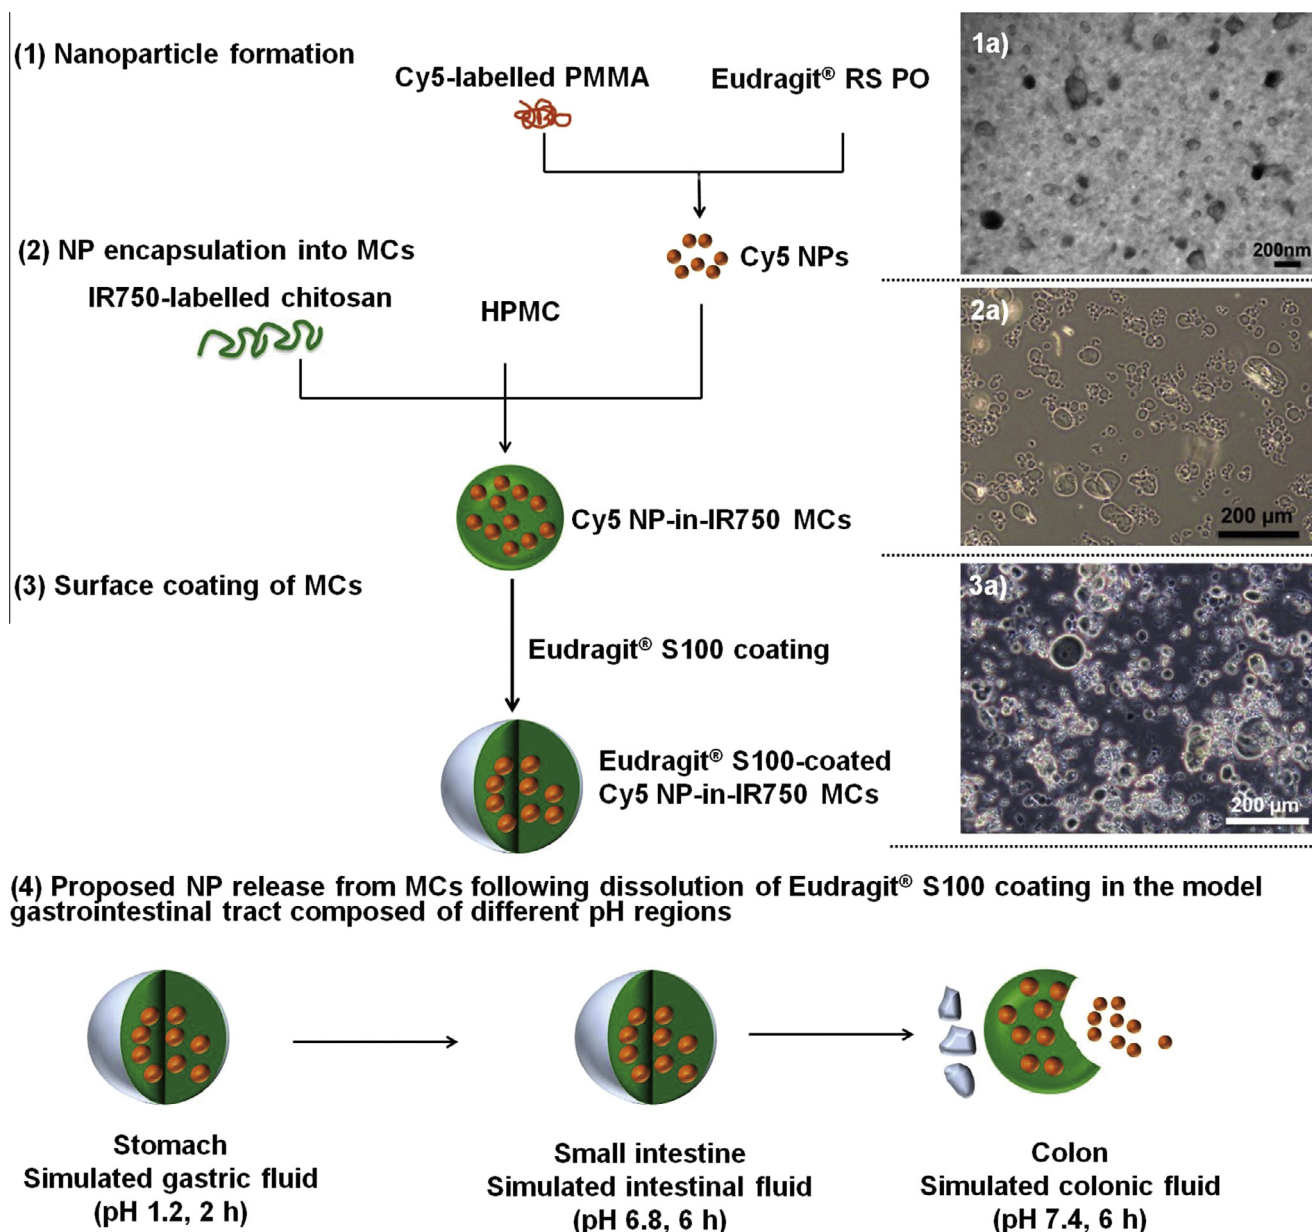 (1) Nanoparticle formation
Cy5-labelled PMMA
Eudragit® RS PO
1a)
200nm
Cy5 NPs
(2) NP encapsulation into MCs
IR750-labelled chitosan
HPMC
2a)
200 µm
Cy5 NP-in-IR750 MCs
(3) Surface coating of MCs
Eudragit® S100 coating
3a)
200 µm
Eudragit® S100-coated
Cy5 NP-in-IR750 MCs
(4) Proposed NP release from MCs following dissolution of Eudragit® S100 coating in the model
gastrointestinal tract composed of different pH regions
Stomach
Simulated gastric fluid
(pH 1.2, 2 h)
Small intestine
Simulated intestinal fluid
(pH 6.8, 6 h)
Colon
Simulated colonic fluid
(pH 7.4, 6 h)